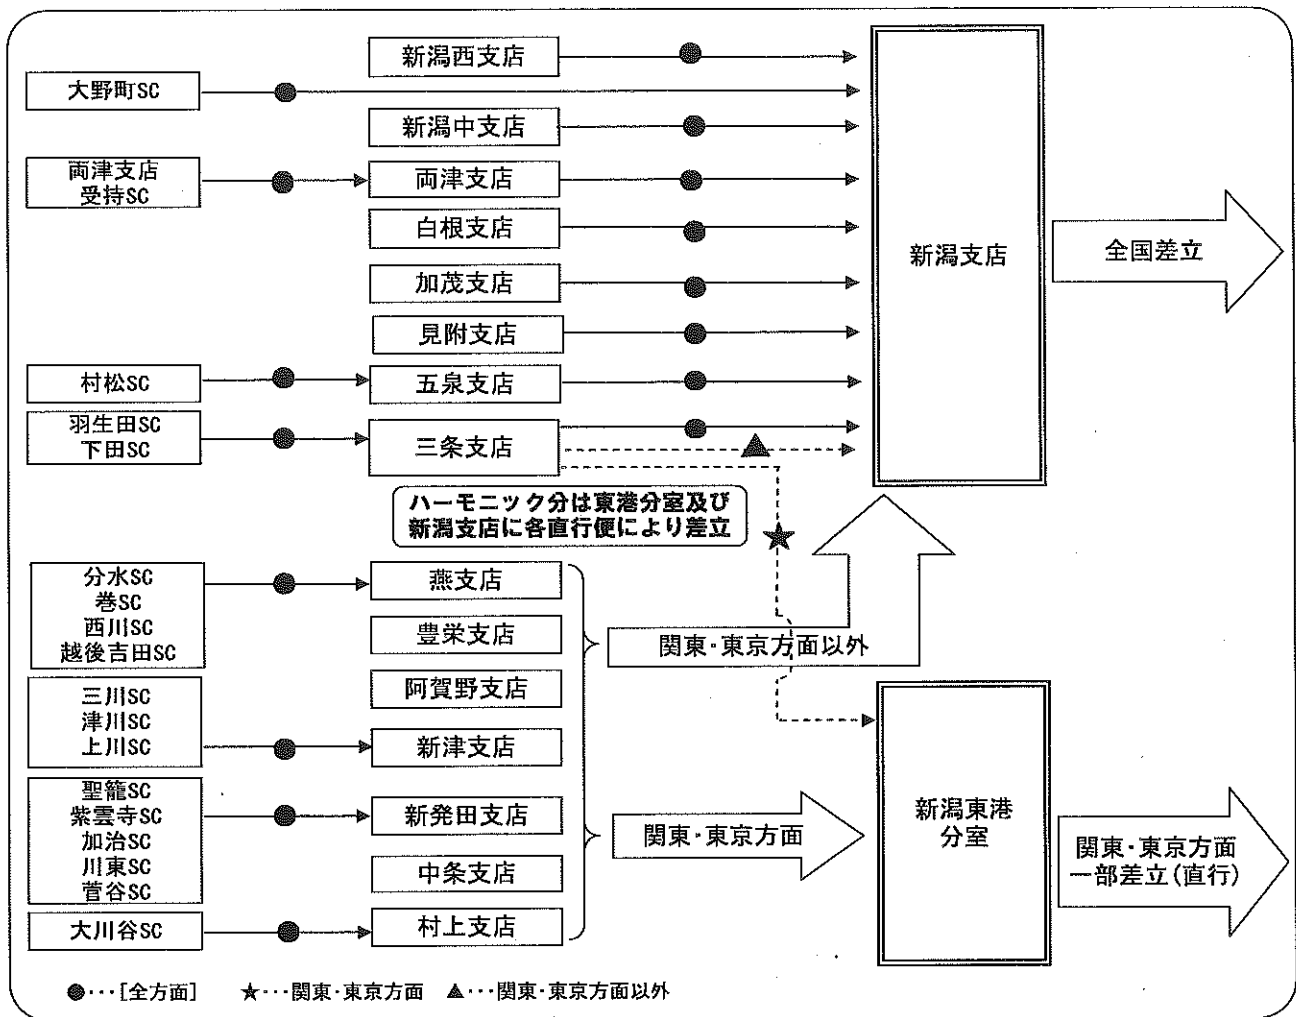 新潟西支店
大野町SC
新潟中支店
両津支店
受持SC
両津支店
白根支店
加茂支店
見附支店
村松SC
五泉支店
羽生田SC
下田SC
三条支店
新潟支店
全国差立
ハーモニック分は東港分室及び
新潟支店に各直行便により差立
分水SC
巻SC
西川SC
越後吉田SC
燕支店
豊栄支店
関東・東京方面以外
三川SC
津川SC
上川SC
阿賀野支店
新津支店
聖籠SC
紫雲寺SC
加治SC
川東SC
菅谷SC
新発田支店
中条支店
関東・東京方面
新潟東港
分室
関東・東京方面
一部差立(直行)
大川谷SC
村上支店
●・・・[全方面] ★・・・関東・東京方面 ▲・・・関東・東京方面以外